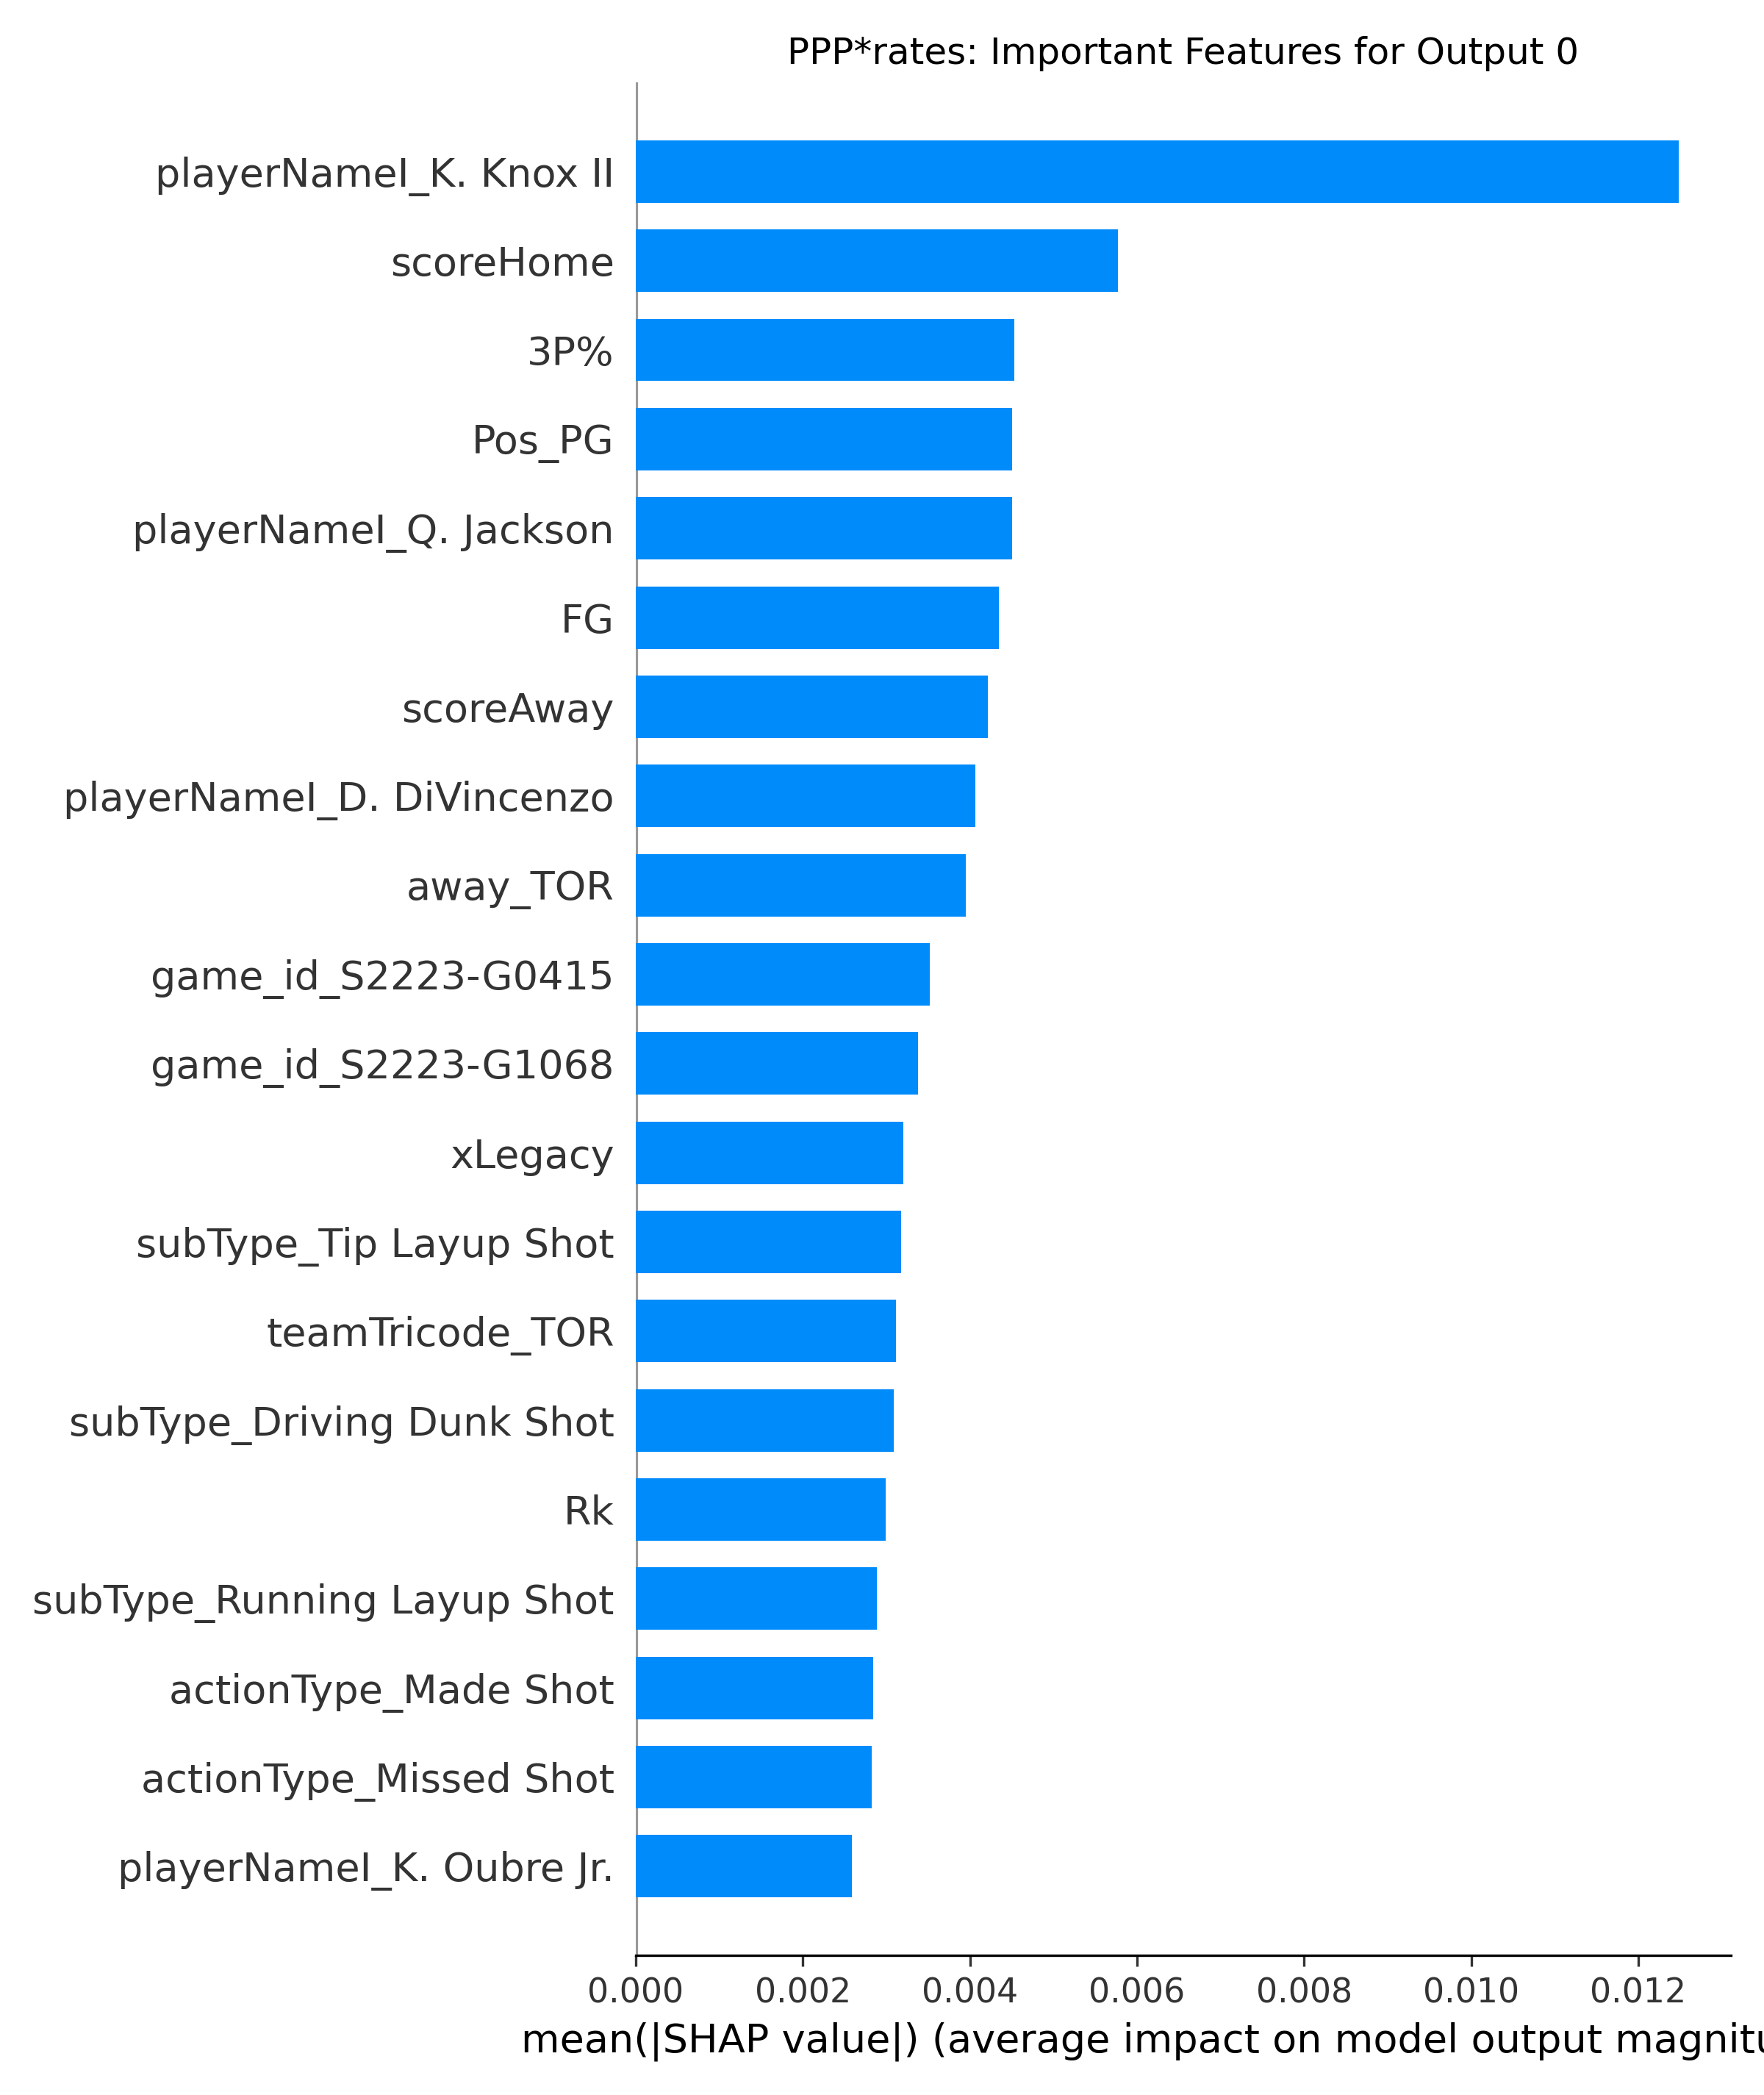 PPP*rates: Important Features for Output 0
playerNameI_K. Knox II
scoreHome
3P%
Pos_PG
playerNameI_Q. Jackson
FG
scoreAway
playerNameI_D. DiVincenzo
away_TOR
game_id_S2223-G0415
game_id_S2223-G1068
xLegacy
subType_Tip Layup Shot
teamTricode_TOR
subType_Driving Dunk Shot
Rk
subType_Running Layup Shot
actionType_Made Shot
actionType_Missed Shot
playerNameI_K. Oubre Jr.
0.000 0.002 0.004 0.006 0.008 0.010 0.012
mean(|SHAP value|) (average impact on model output magnitu